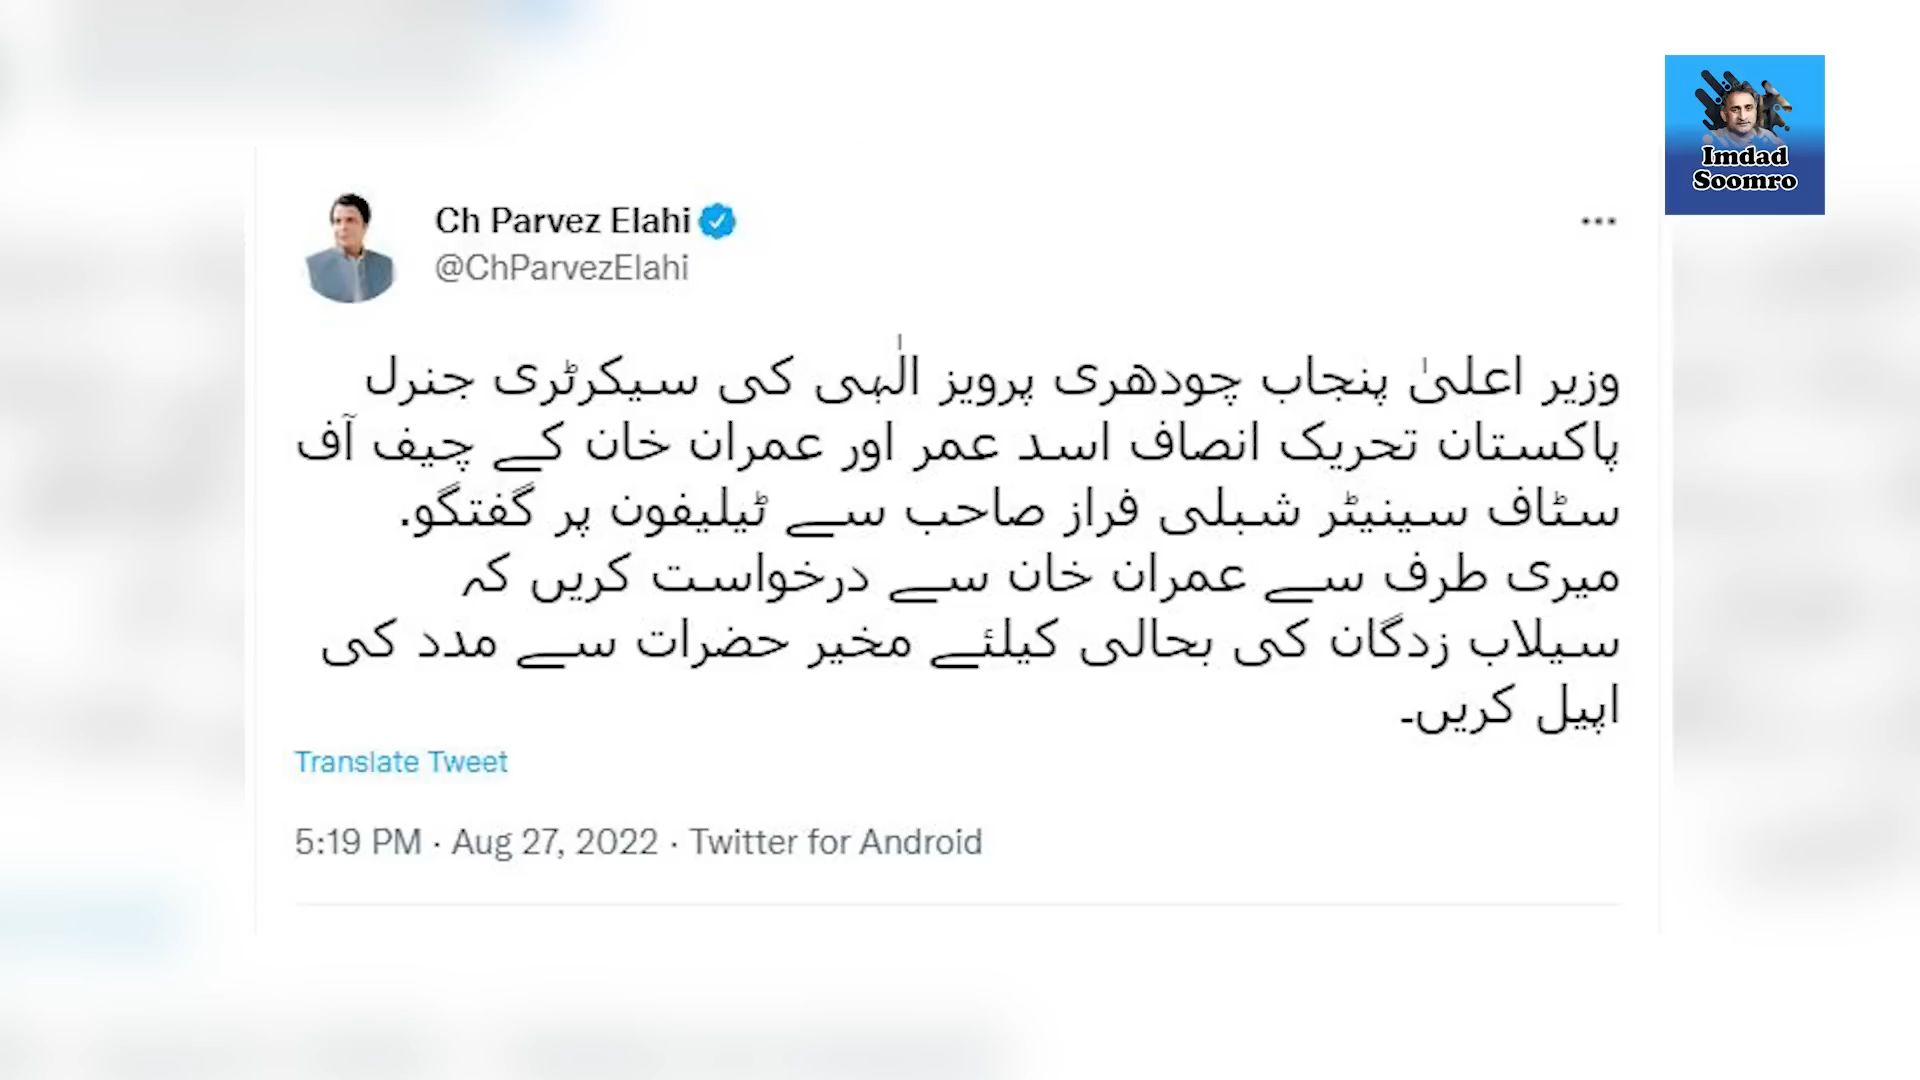 Imdad
Soomro
Ch Parvez Elahi
@ChParvezElahi
وزیر اعلیٰ پنجاب چودھری پرویز الٰہی کی سیکرٹری جنرل
پاکستان تحریک انصاف اسد عمر اور عمران خان کے چیف آف
سٹاف سینیٹر شبلی فراز صاحب سے ٹیلیفون پر گفتگو.
میری طرف سے عمران خان سے درخواست کریں کہ
سیلاب زدگان کی بحالی کیلئے مخیر حضرات سے مدد کی
اپیل کریں۔
Translate Tweet
5:19 PM · Aug 27, 2022 · Twitter for Android